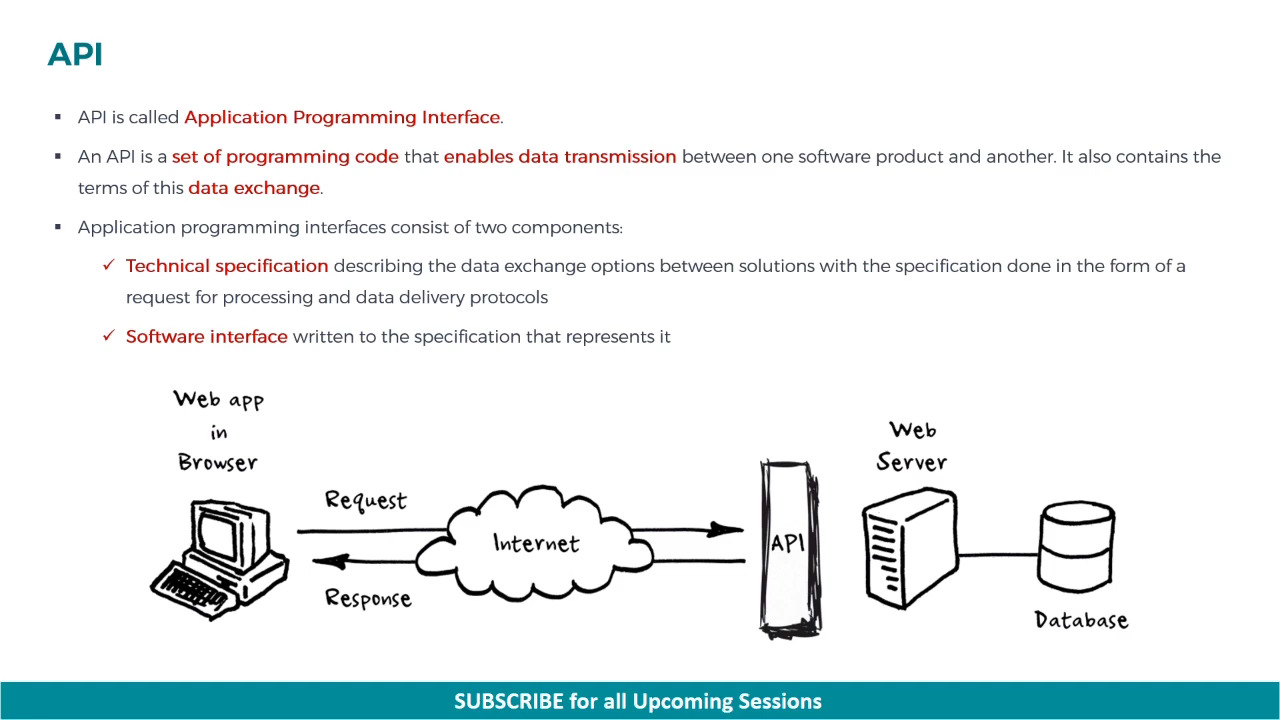 API
▪ API is called Application Programming Interface.
▪ An API is a set of programming code that enables data transmission between one software product and another. It also contains the
terms of this data exchange.
▪ Application programming interfaces consist of two components:
✓ Technical specification describing the data exchange options between solutions with the specification done in the form of a
request for processing and data delivery protocols
✓ Software interface written to the specification that represents it
Web app
in
Browser
Request
Internet
Response
API
Web
Server
Database
SUBSCRIBE for all Upcoming Sessions